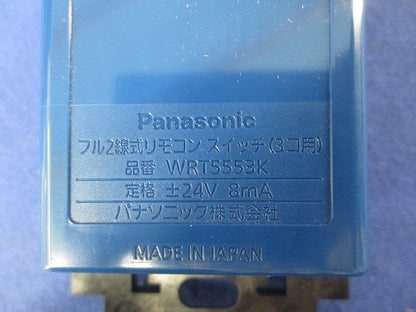 Panasonic
フル2線式リモコン スイッチ(3コ用)
品番 WRT5553K
定格 ±24V 8mA
パナソニック株式会社
MADE IN JAPAN